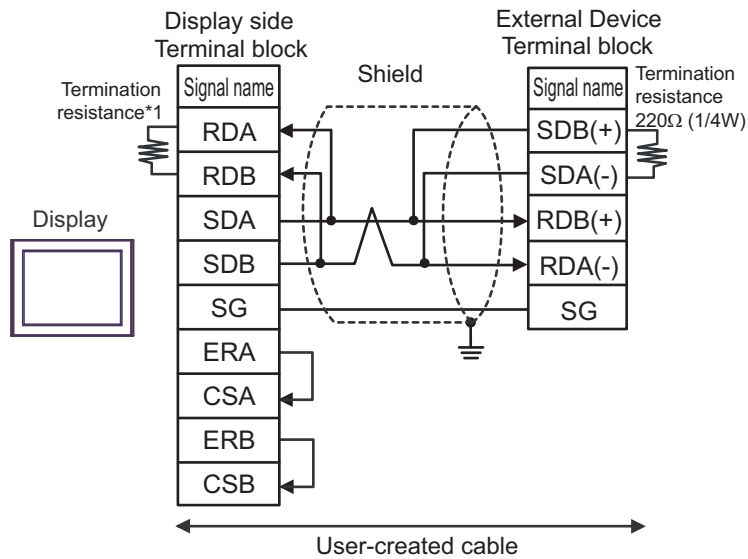 Display side
Terminal block
External Device
Terminal block
Termination
resistance*1
Shield
Termination
resistance
220Ω (1/4W)
Display
Signal name
RDA
RDB
SDA
SDB
SG
ERA
CSA
ERB
CSB
Signal name
SDB(+)
SDA(-)
RDB(+)
RDA(-)
SG
User-created cable